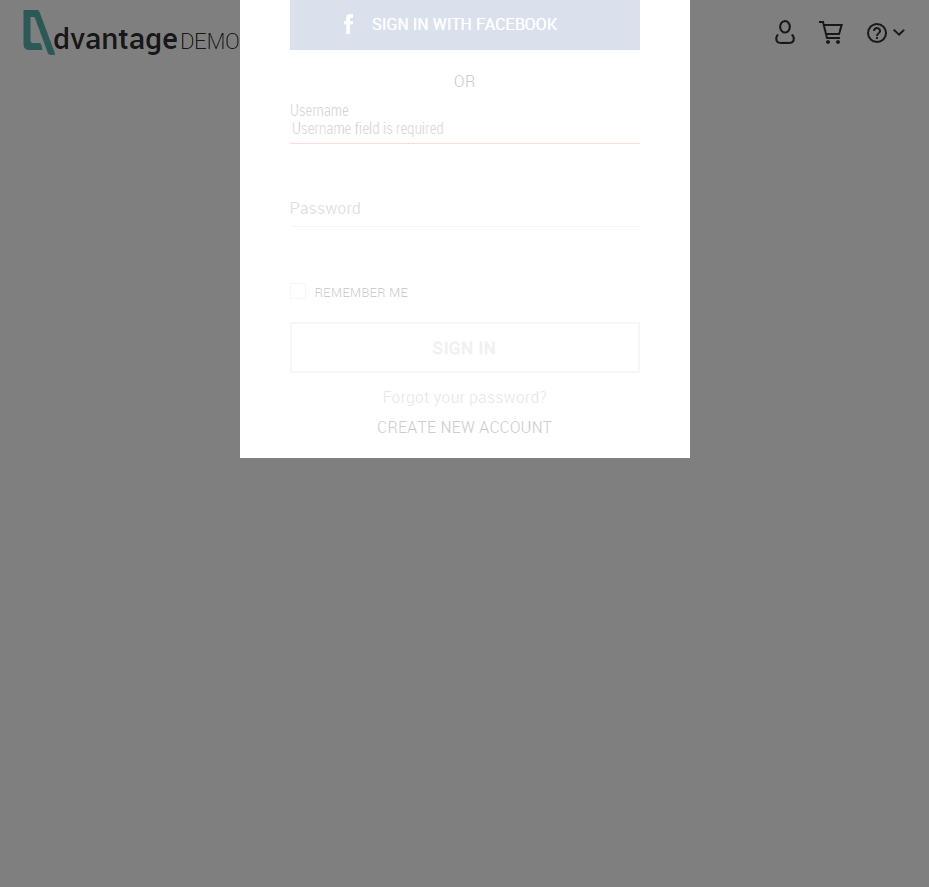 dvantage DEMO
SIGN IN WITH FACEBOOK
OR
Username
Username field is required
Password
REMEMBER ME
SIGN IN
Forgot your password?
CREATE NEW ACCOUNT